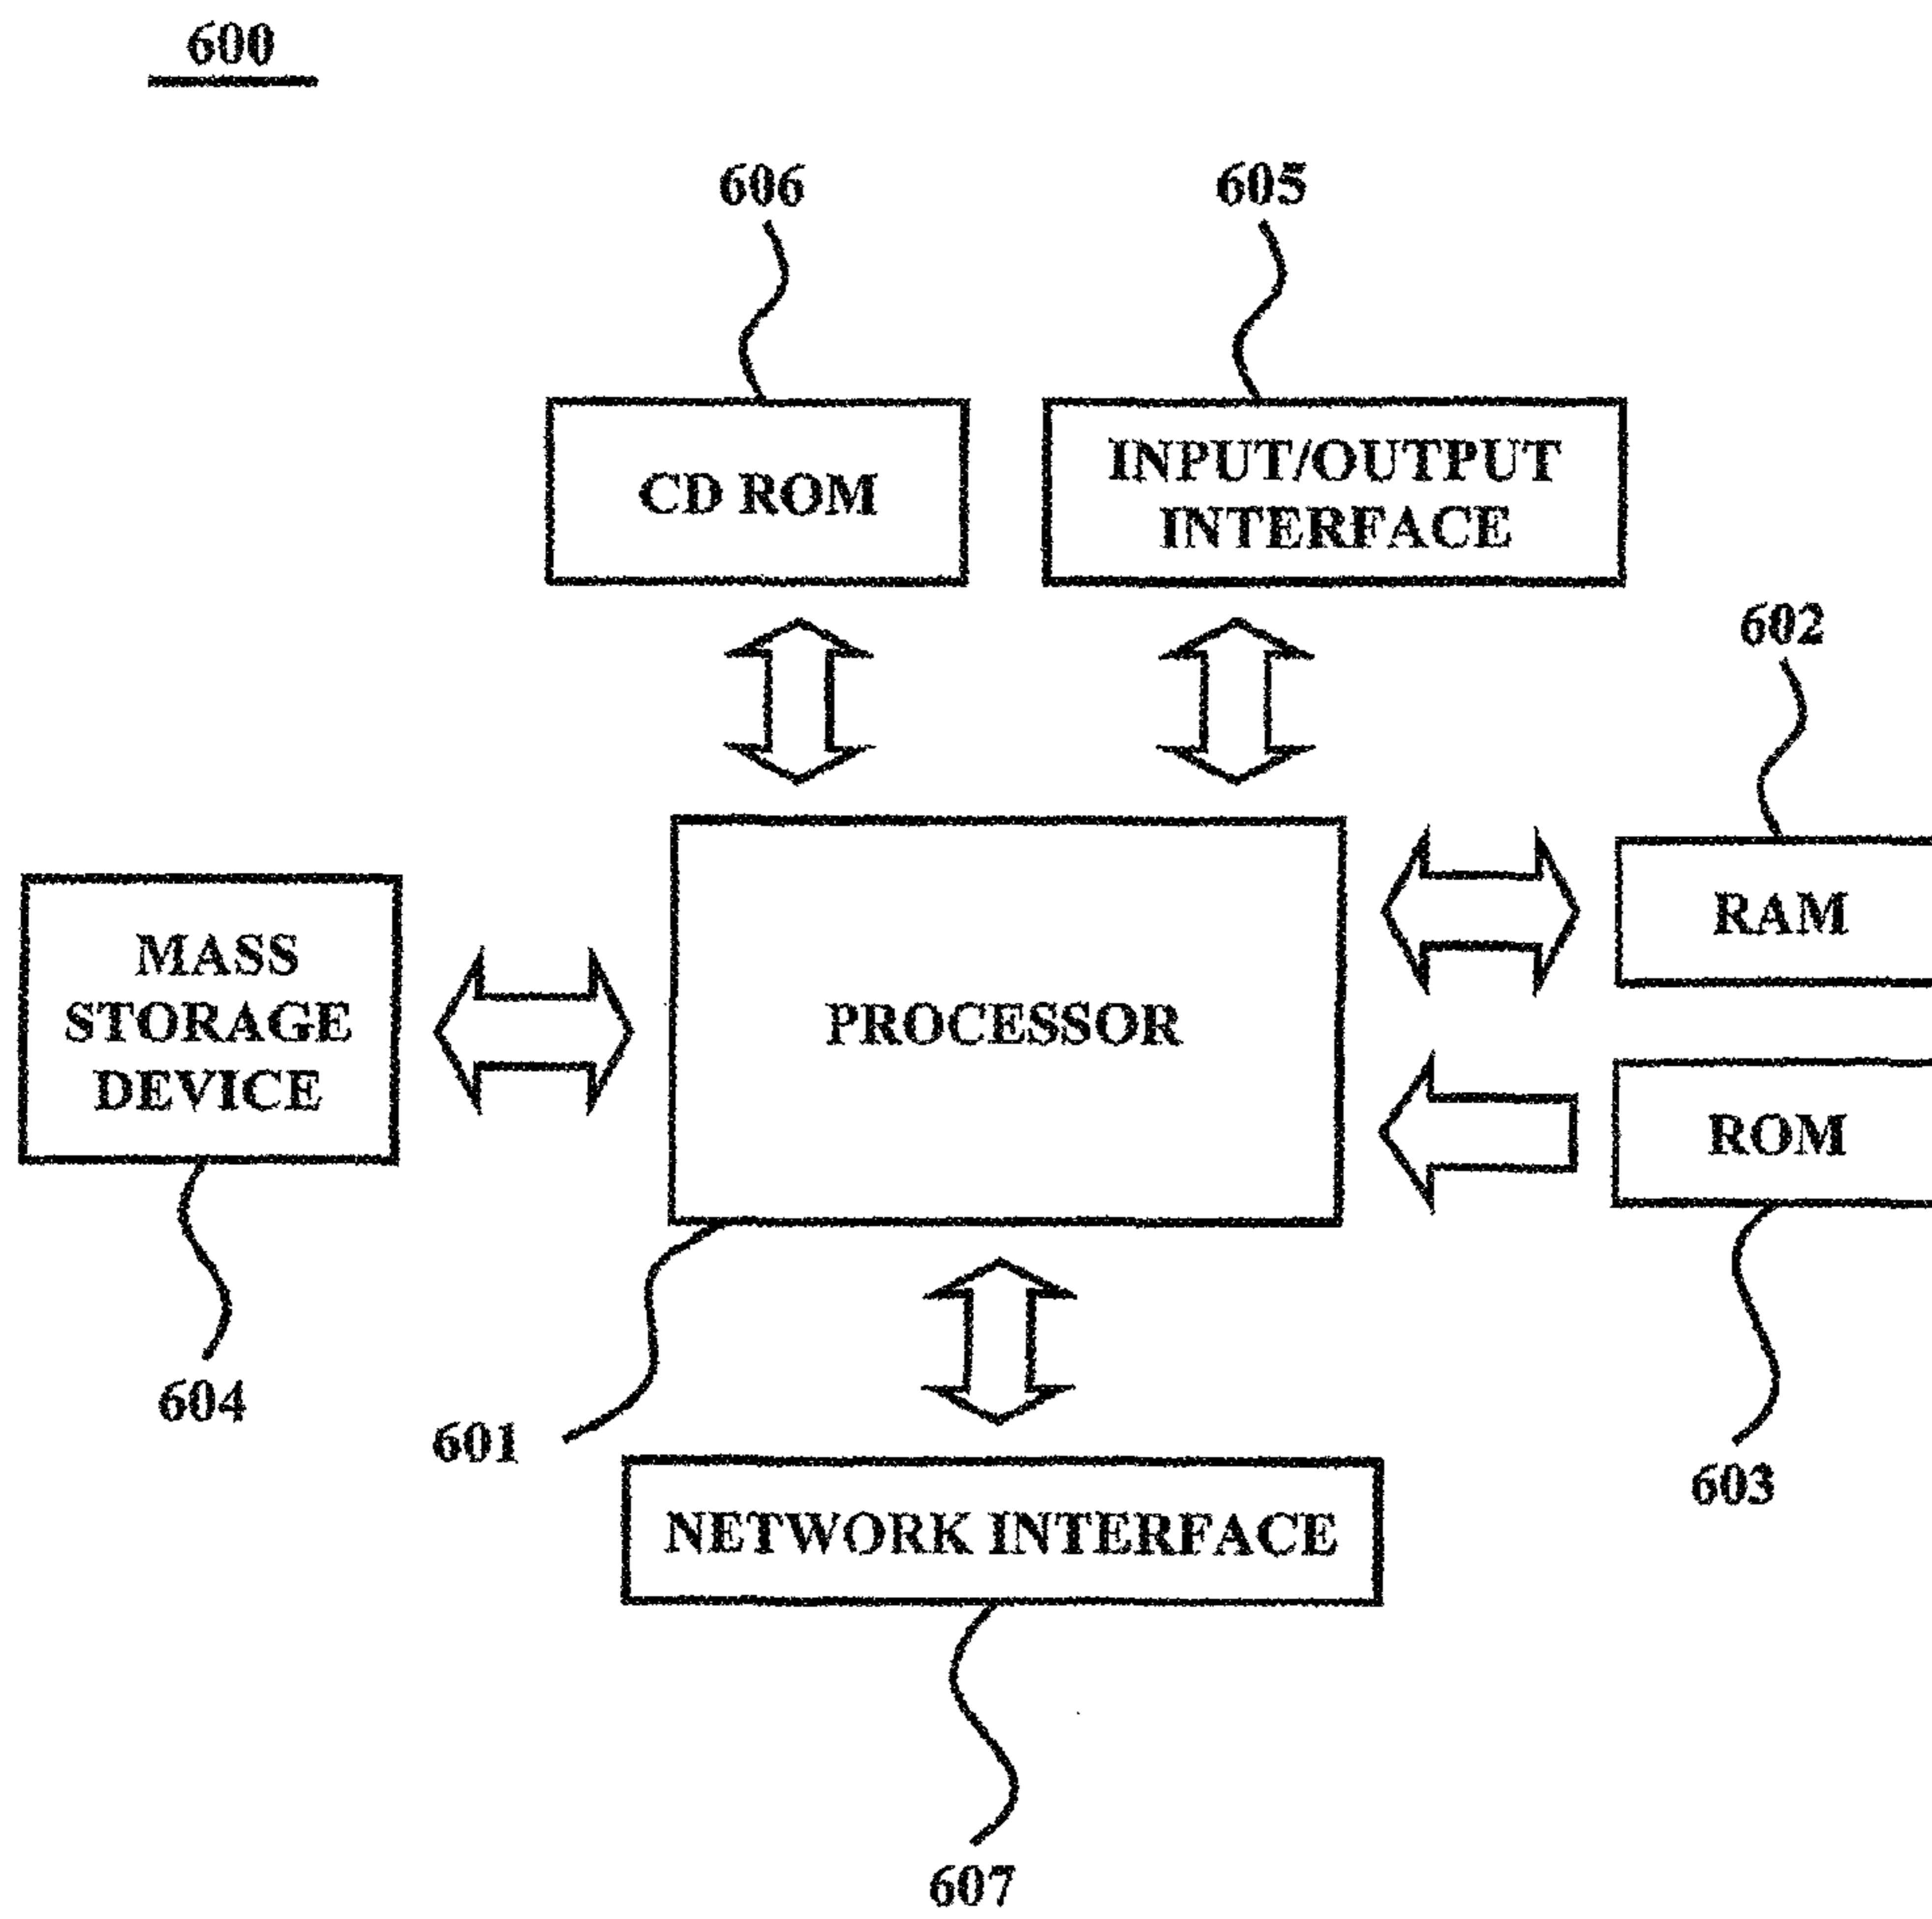 600
606
605
CD ROM
INPUT/OUTPUT
INTERFACE
602
RAM
MASS
STORAGE
DEVICE
PROCESSOR
ROM
604
601
603
NETWORK INTERFACE
607